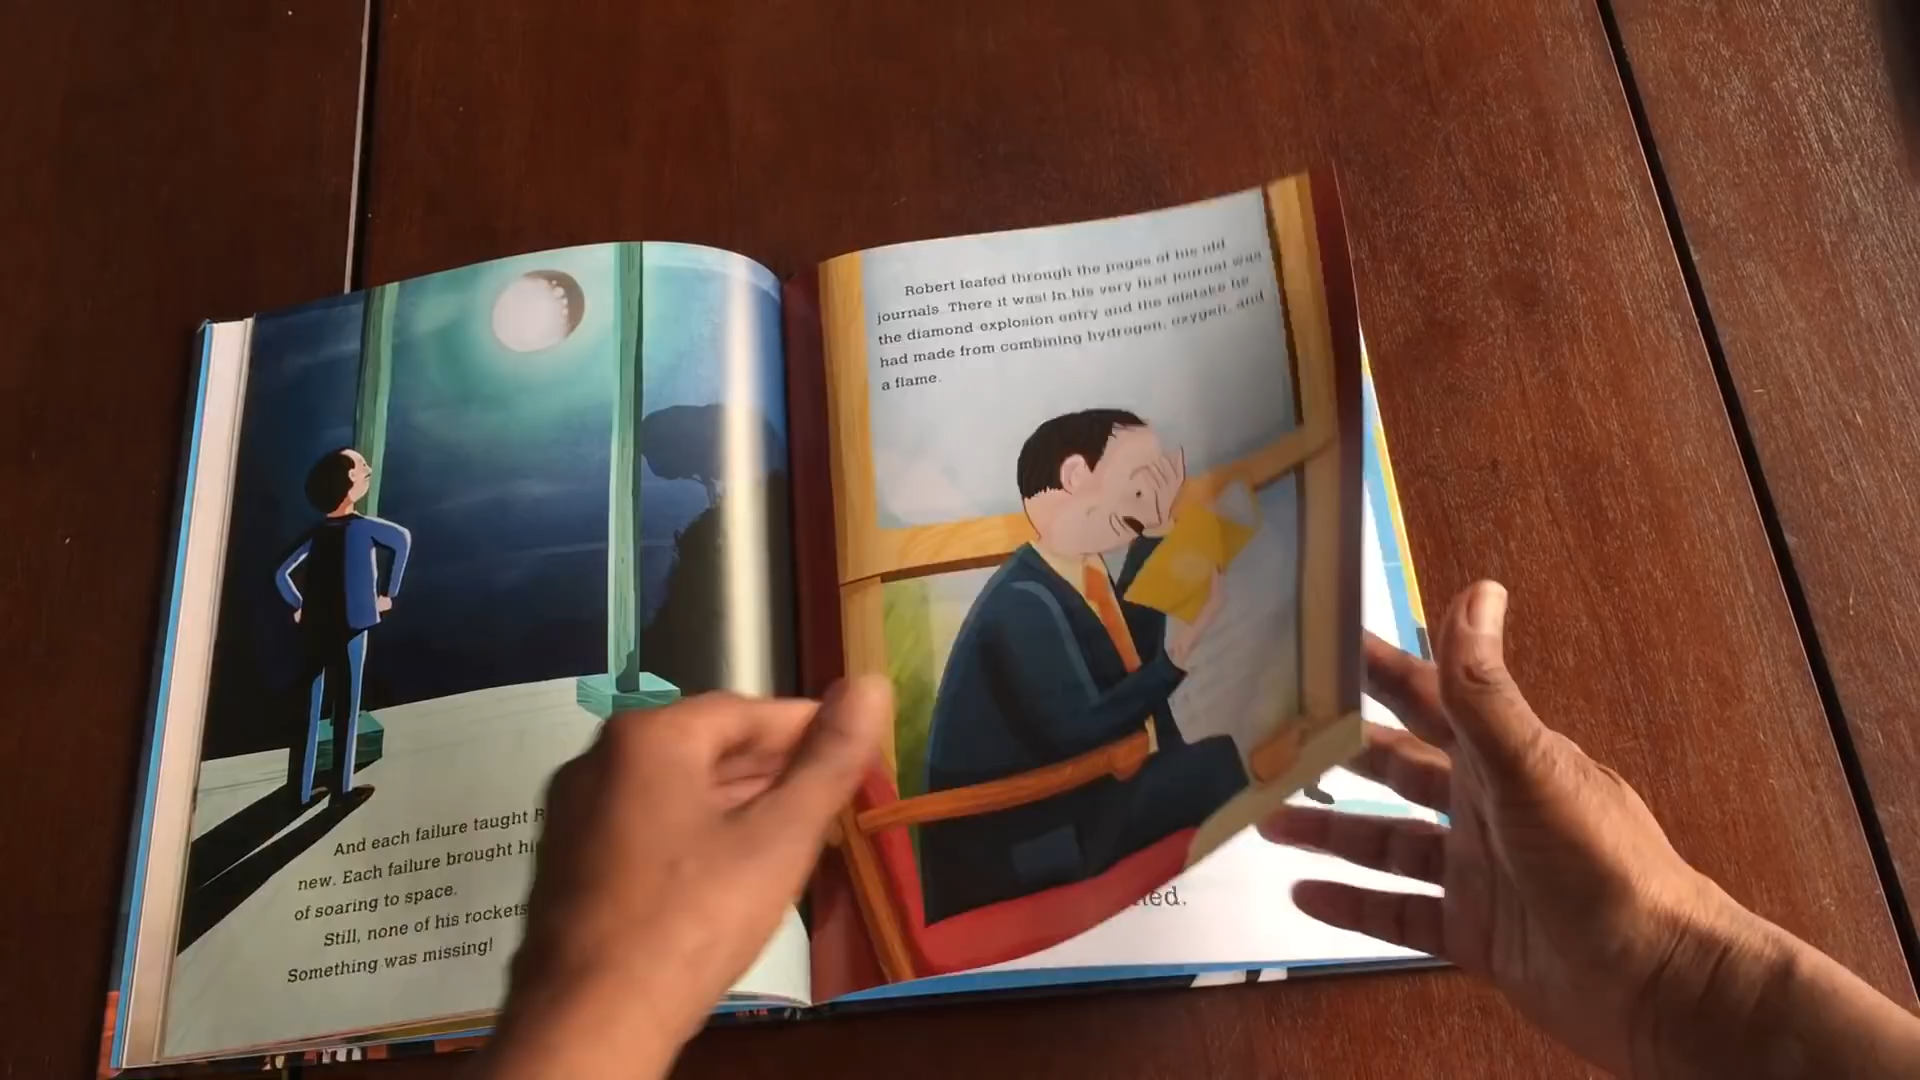 And each failure taught R
new. Each failure brought hi
of soaring to space.
Still, none of his rockets
Something was missing!
Robert leafed through the pages of his old
journals. There it was! In his very first journal was
the diamond explosion entry and the mistake he
had made from combining hydrogen, oxygen, and
a flame.
ned.